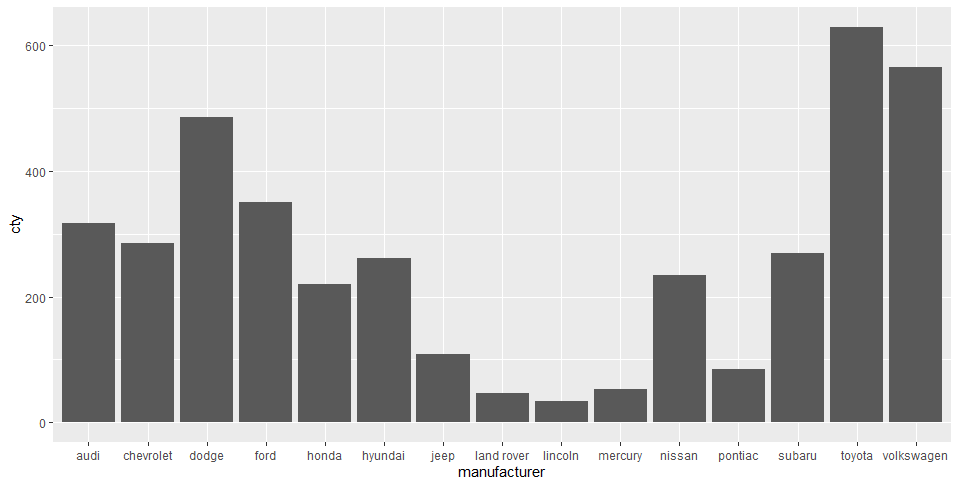 600
400
200
0
cty
audi chevrolet dodge ford honda hyundai jeep land rover lincoln mercury nissan pontiac subaru toyota volkswagen
manufacturer